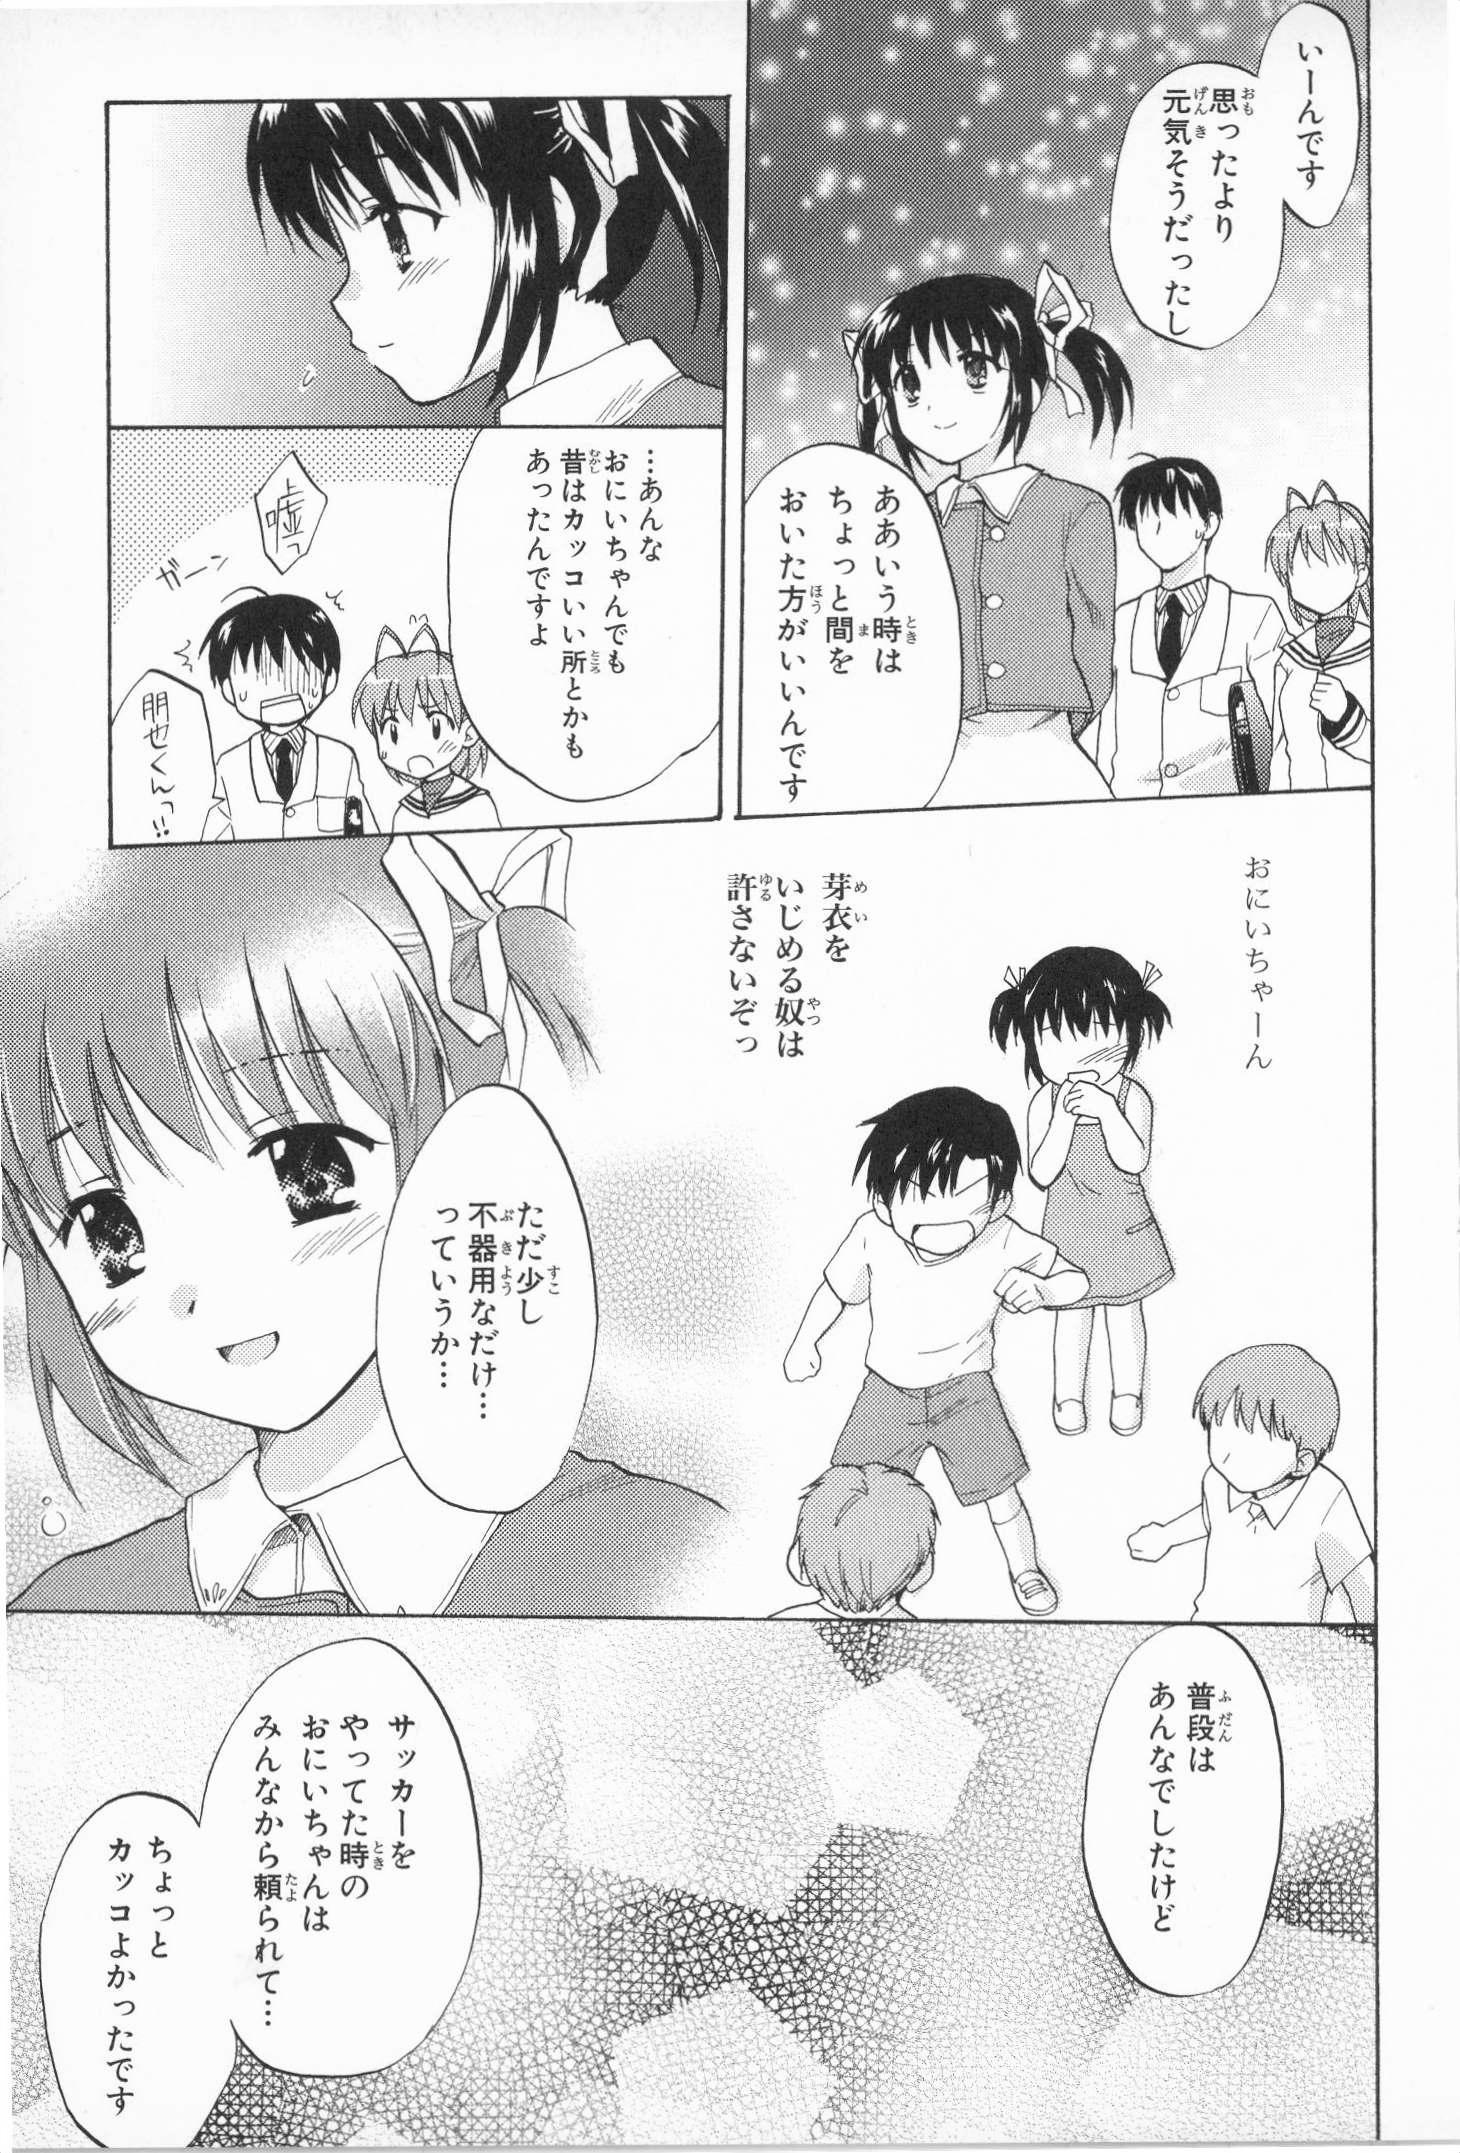 いーんです
思ったより
元気そうだったし
ああいう時は
ちょっと間を
おいた方がいいんです
…あんな
おにいちゃんでも
昔はカッコいい所とかも
あったんですよ
嘘っ
ガーン
朋也くんっ!!
おにいちゃーん
芽衣を
いじめる奴は
許さないぞっ
ただ少し
不器用なだけ…
っていうか…
普段は
あんなでしたけど
サッカーを
やってた時の
おにいちゃんは
みんなから頼られて…
ちょっと
カッコよかったです